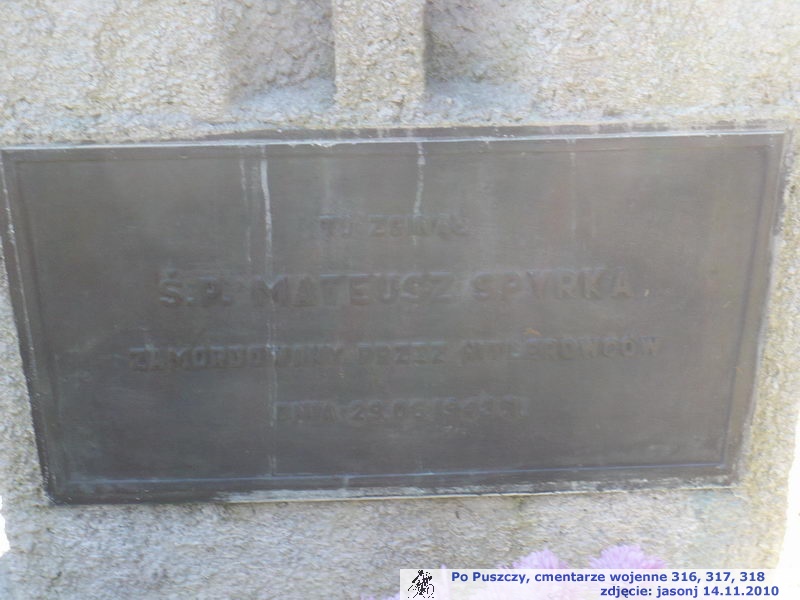 TU ZGINĄŁ
Ś.P. MATEUSZ SPYRKA
ZAMORDOWANY PRZEZ HITLEROWCÓW
DNIA
Po Puszczy, cmentarze wojenne 316, 317, 318
zdjęcie: jasonj 14.11.2010